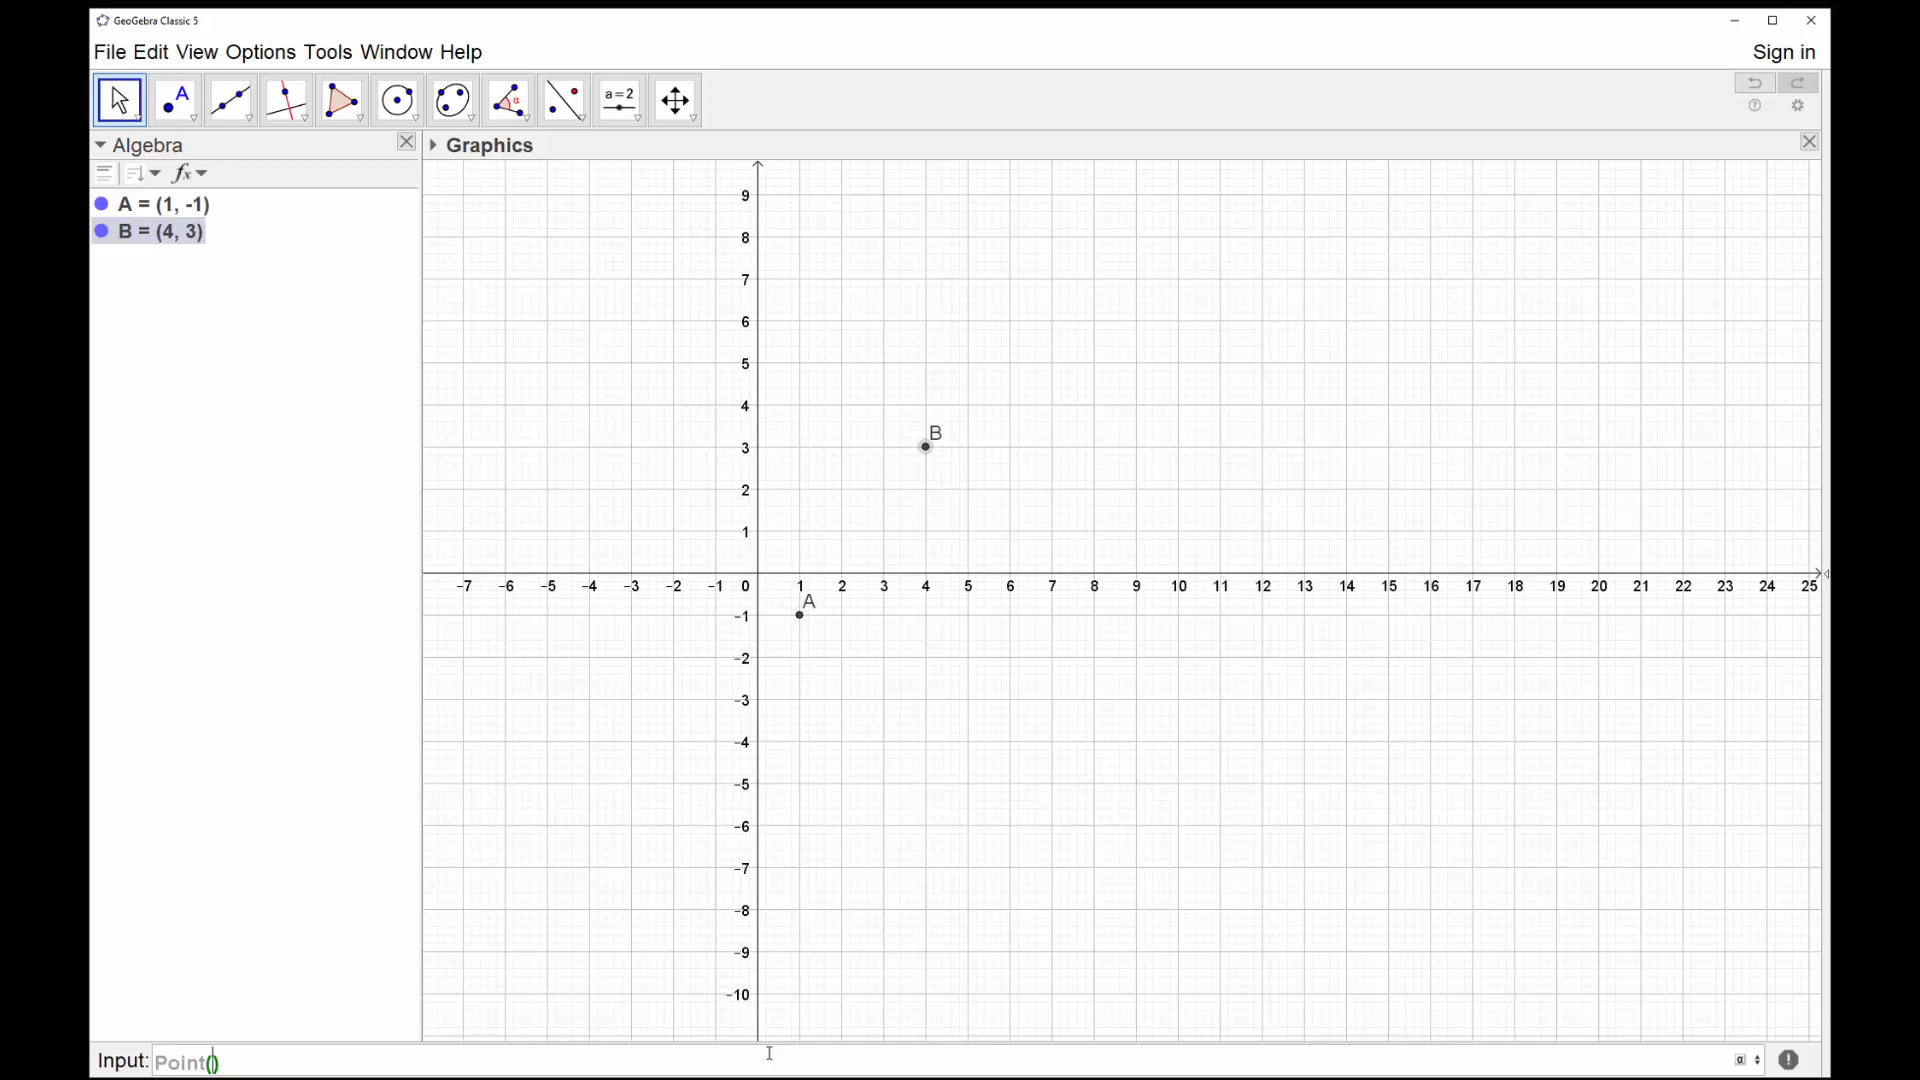 GeoGebra Classic 5
File Edit View Options Tools Window Help
Sign in
A
α
a=2
Algebra
Graphics
fx
A = (1, -1)
B = (4, 3)
9
8
7
6
5
4
B
3
2
1
−7 −6 −5 −4 −3 −2 −1 0 1 2 3 4 5 6 7 8 9 10 11 12 13 14 15 16 17 18 19 20 21 22 23 24 25
A
−1
−2
−3
−4
−5
−6
−7
−8
−9
−10
Input: Point()
α